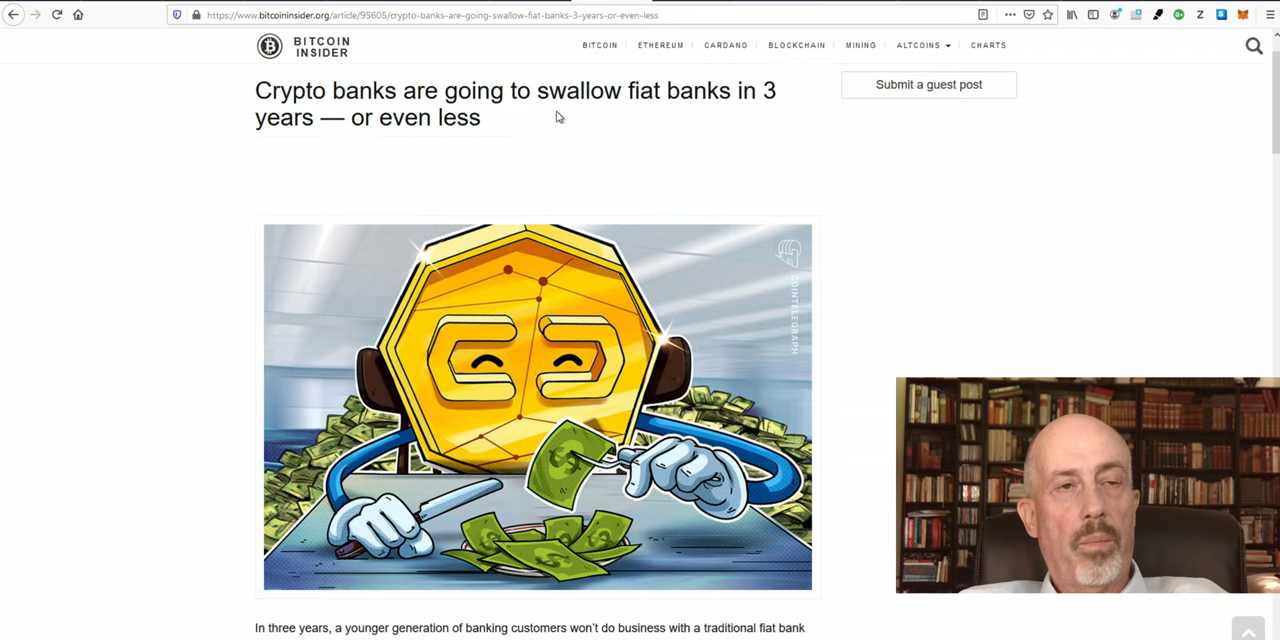 https://www.bitcoininsider.org/article/95605/crypto-banks-are-going-swallow-fiat-banks-3-years-or-even-less
BITCOIN
INSIDER
BITCOIN
ETHEREUM
CARDANO
BLOCKCHAIN
MINING
ALTCOINS
CHARTS
Crypto banks are going to swallow fiat banks in 3
years — or even less
Submit a guest post
COINTELEGRAPH
In three years, a younger generation of banking customers won't do business with a traditional fiat bank